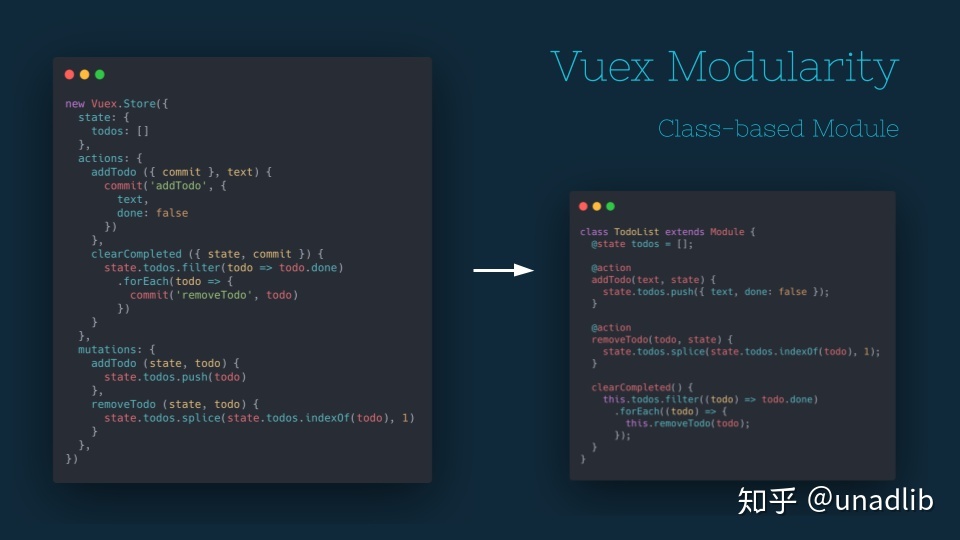 Vuex Modularity
Class-based Module
new Vuex.Store({
  state: {
    todos: []
  },
  actions: {
    addTodo ({ commit }, text) {
      commit('addTodo', {
        text,
        done: false
      })
    },
    clearCompleted ({ state, commit }) {
      state.todos.filter(todo => todo.done)
        .forEach(todo => {
          commit('removeTodo', todo)
        })
    }
  },
  mutations: {
    addTodo (state, todo) {
      state.todos.push(todo)
    },
    removeTodo (state, todo) {
      state.todos.splice(state.todos.indexOf(todo), 1)
    }
  },
})
class TodoList extends Module {
  @state todos = [];
  @action
  addTodo(text, state) {
    state.todos.push({ text, done: false });
  }
  @action
  removeTodo(todo, state) {
    state.todos.splice(state.todos.indexOf(todo), 1);
  }
  clearCompleted() {
    this.todos.filter((todo) => todo.done)
      .forEach((todo) => {
        this.removeTodo(todo);
      });
  }
}
知乎 @unadlib